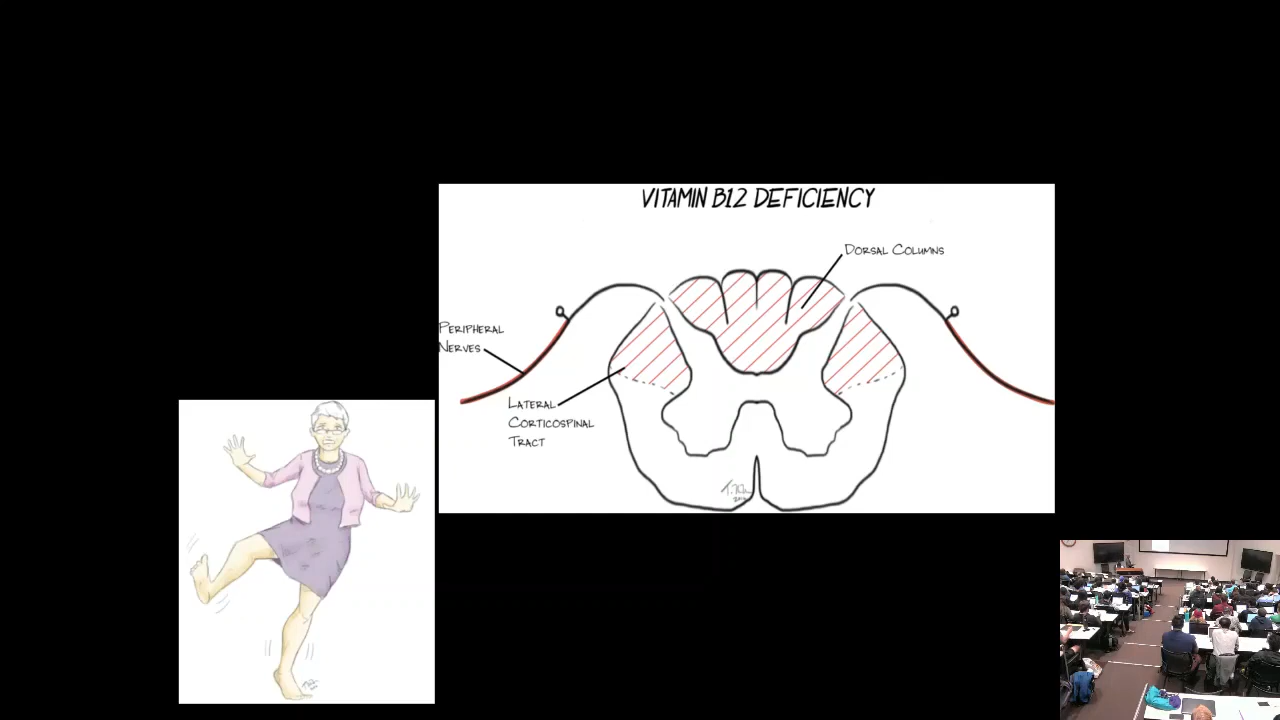 VITAMIN B12 DEFICIENCY
DORSAL COLUMNS
PERIPHERAL
NERVES
LATERAL
CORTICOSPINAL
TRACT